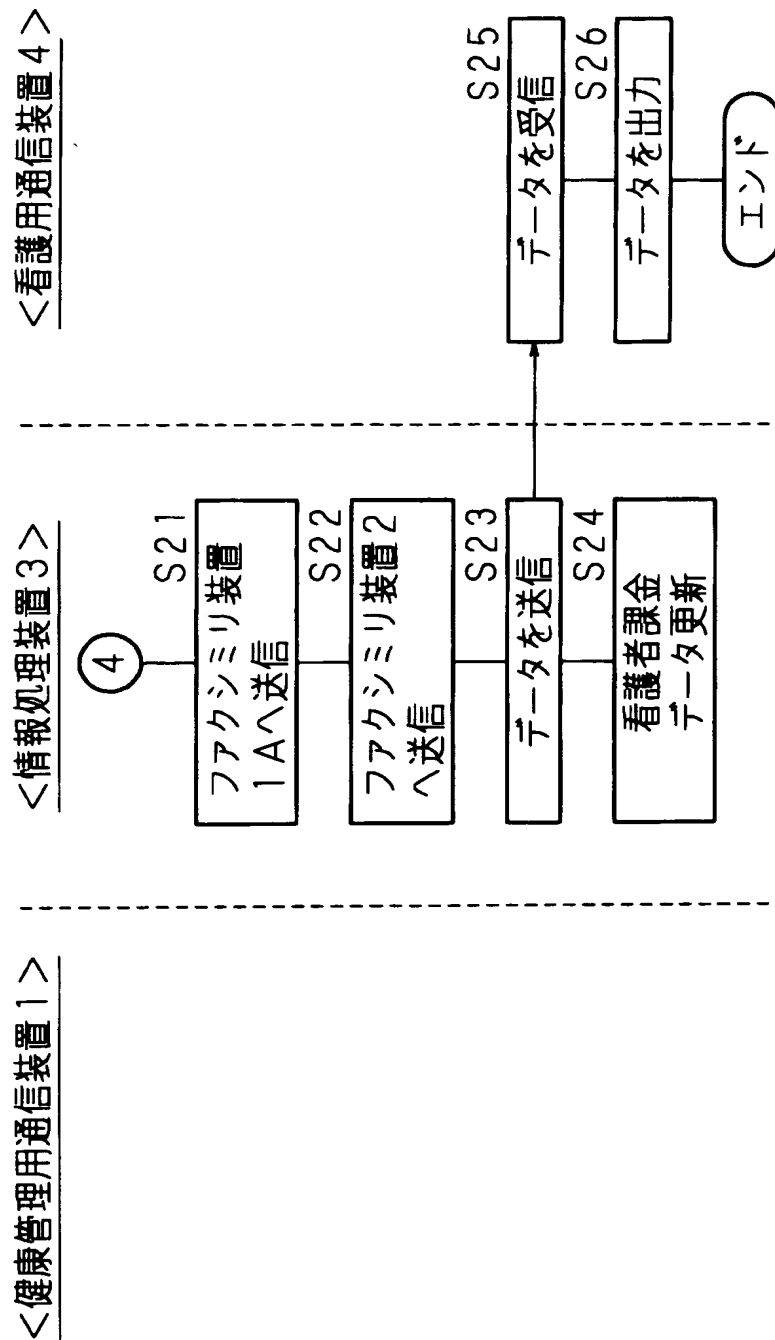 <健康管理用通信装置1>
<情報処理装置3>
<看護用通信装置4>
4
S21
ファクシミリ装置
1Aへ送信
S22
ファクシミリ装置2
へ送信
S23
データを送信
S24
看護者課金
データ更新
S25
データを受信
S26
データを出力
エンド